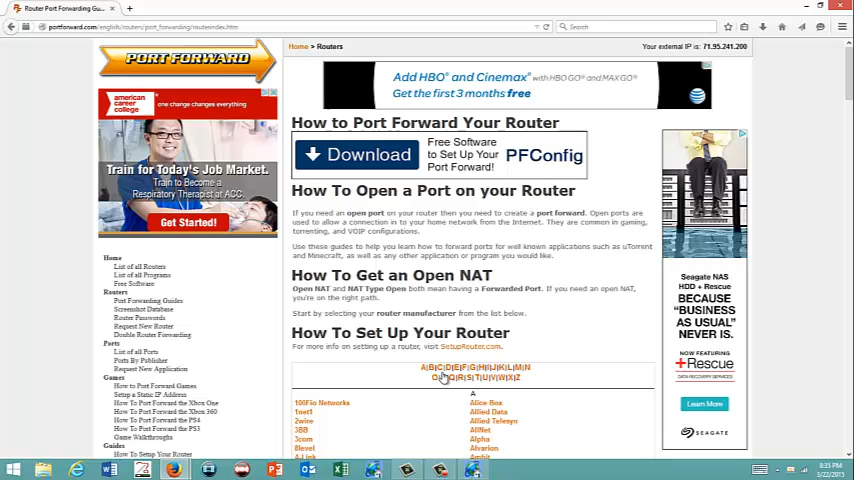 Router Port Forwarding Gu...
portforward.com/english/routers/port_forwarding/routerindex.htm
Search
PORT FORWARD
Home > Routers
Your external IP is: 71.95.241.200
Add HBO® and Cinemax® with HBO GO® and MAX GO®
Get the first 3 months free
at&t
american
career
college
one change changes everything
Train for Today's Job Market.
Train to Become a
Respiratory Therapist at ACC.
Get Started!
How to Port Forward Your Router
Download
Free Software
to Set Up Your
Port Forward!
PFConfig
How To Open a Port on your Router
If you need an open port on your router then you need to create a port forward. Open ports are
used to allow a connection in to your home network from the Internet. They are common in gaming,
torrenting, and VOIP configurations.
Use these guides to help you learn how to forward ports for well known applications such as uTorrent
and Minecraft, as well as any other application or program you would like.
How To Get an Open NAT
Open NAT and NAT Type Open both mean having a Forwarded Port. If you need an open NAT,
you're on the right path.
Start by selecting your router manufacturer from the list below.
How To Set Up Your Router
For more info on setting up a router, visit SetupRouter.com.
A|B|C|D|E|F|G|H|I|J|K|L|M|N
O|P|Q|R|S|T|U|V|W|X|Z
A
100Fio Networks
1net1
2wire
3BB
3com
8level
A-Link
Alice Box
Allied Data
Allied Telesyn
AllNet
Alpha
Alvarion
Ambit
Home
List of all Routers
List of all Programs
Free Software
Routers
Port Forwarding Guides
Screenshot Database
Router Passwords
Request New Router
Double Router Forwarding
Ports
List of all Ports
Ports By Publisher
Request New Application
Games
How to Port Forward Games
Setup a Static IP Address
How To Port Forward the Xbox One
How To Port Forward the Xbox 360
How To Port Forward the PS4
How To Port Forward the PS3
Game Walkthroughs
Guides
How To Setup Your Router
Seagate NAS
HDD + Rescue
BECAUSE
"BUSINESS
AS USUAL"
NEVER IS.
NOW FEATURING
+Rescue
DATA RECOVERY SERVICES
Learn More
SEAGATE
8:35 PM
3/22/2015